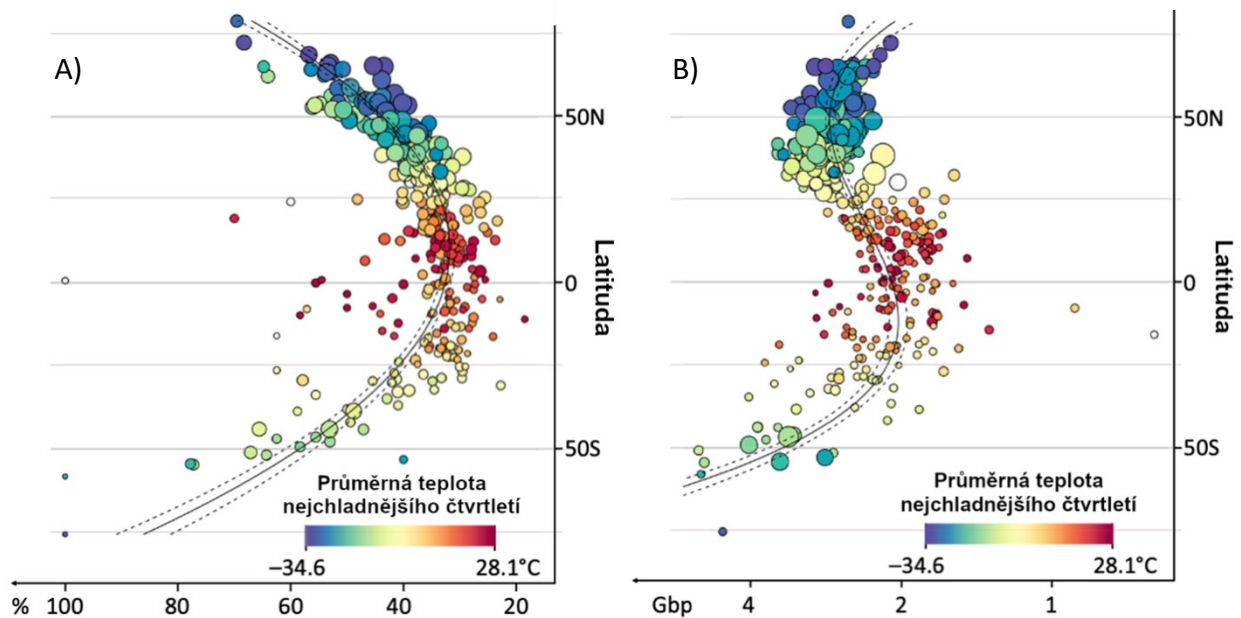 A)
50N
0
50S
Latituda
Průměrná teplota
nejchladnějšího čtvrtletí
−34.6
28.1°C
% 100 80 60 40 20
B)
50N
0
50S
Latituda
Průměrná teplota
nejchladnějšího čtvrtletí
−34.6
28.1°C
Gbp 4 2 1